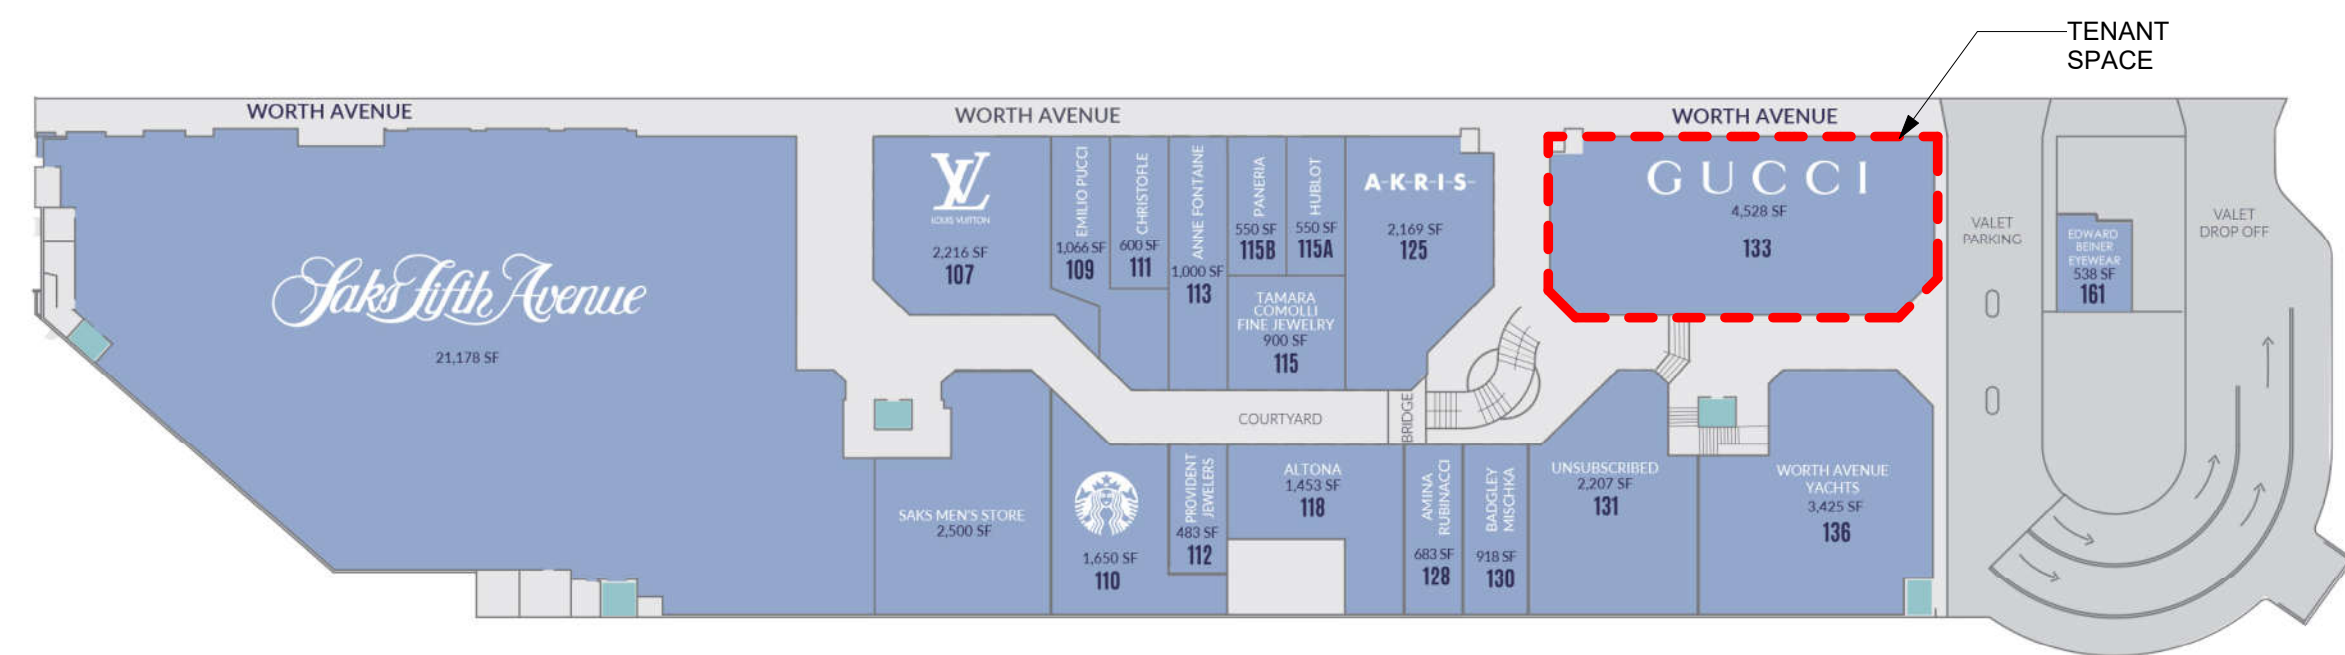 TENANT
SPACE
WORTH AVENUE
WORTH AVENUE
WORTH AVENUE
Saks Fifth Avenue
21,178 SF
LV
LOUIS VUITTON
2,216 SF
107
EMILIO PUCCI
1,066 SF
109
CHRISTOFLE
600 SF
111
ANNE FONTAINE
1,000 SF
113
PANERIA
550 SF
115B
HUBLOT
550 SF
115A
TAMARA
COMOLLI
FINE JEWELRY
900 SF
115
A-K-R-I-S-
2,169 SF
125
GUCCI
4,528 SF
133
VALET
PARKING
EDWARD
BEINER
EYEWEAR
538 SF
161
VALET
DROP OFF
COURTYARD
BRIDGE
SAKS MEN'S STORE
2,500 SF
1,650 SF
110
PROVIDENT
JEWELERS
483 SF
112
ALTONA
1,453 SF
118
AMINA
RUBINACCI
683 SF
128
BADGLEY
MISCHKA
918 SF
130
UNSUBSCRIBED
2,207 SF
131
WORTH AVENUE
YACHTS
3,425 SF
136